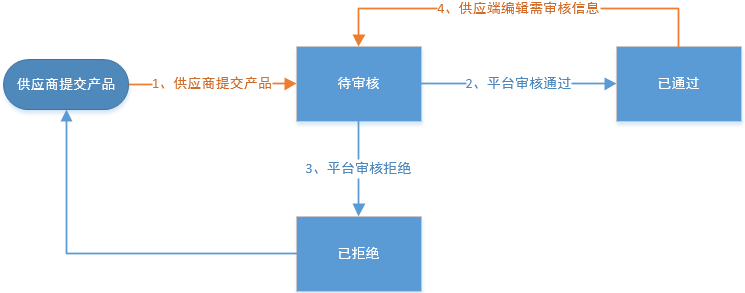 4、供应端编辑需审核信息
供应商提交产品
1、供应商提交产品
待审核
2、平台审核通过
已通过
3、平台审核拒绝
已拒绝